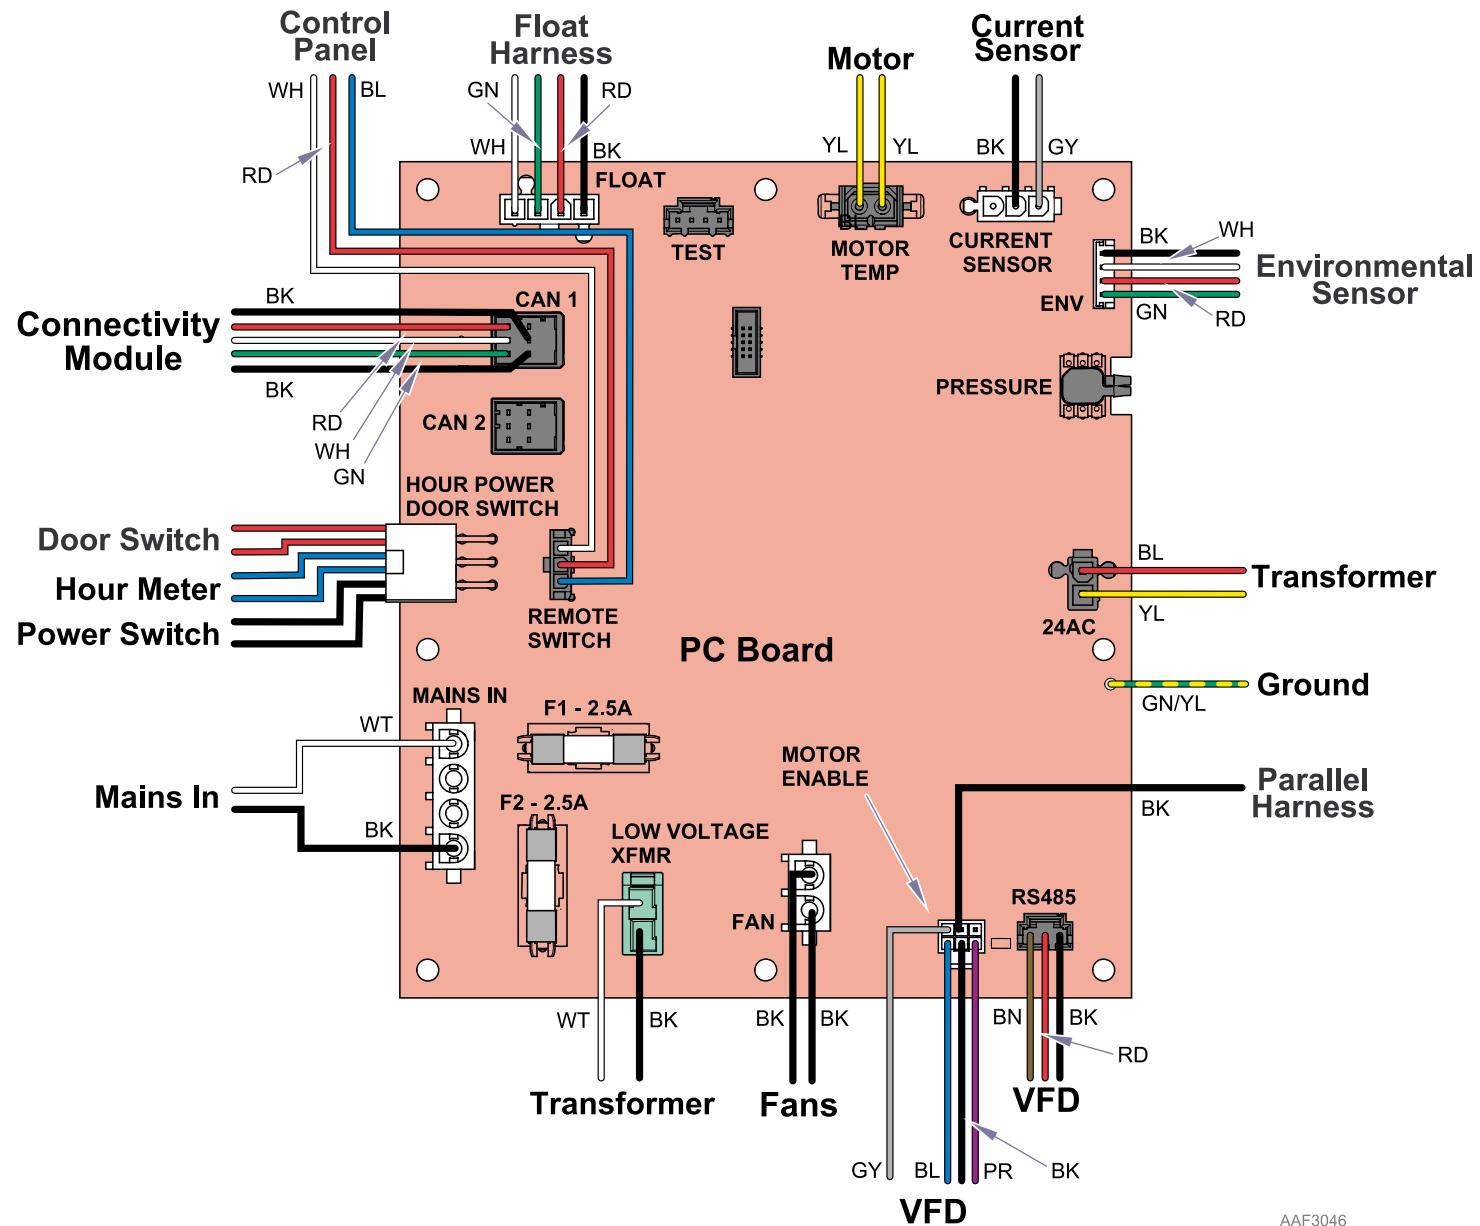 Control
Panel
Float
Harness
Motor
Current
Sensor
WH
BL
GN
RD
WH
BK
RD
YL
YL
BK
GY
FLOAT
TEST
BL
MOTOR
TEMP
CURRENT
SENSOR
BK
WH
ENV
GN
RD
Environmental
Sensor
BK
CAN 1
Connectivity
Module
BK
RD
WH
GN
CAN 2
PRESSURE
HOUR POWER
DOOR SWITCH
Door Switch
Hour Meter
Power Switch
REMOTE
SWITCH
PC Board
BL
Transformer
YL
24AC
Ground
GN/YL
MAINS IN
WT
F1 - 2.5A
Mains In
BK
F2 - 2.5A
LOW VOLTAGE
XFMR
MOTOR
ENABLE
Parallel
Harness
BK
FAN
RS485
WT
BK
BK
BK
BN
BK
RD
Transformer
Fans
VFD
GY
BL
PR
BK
VFD
AAF3046